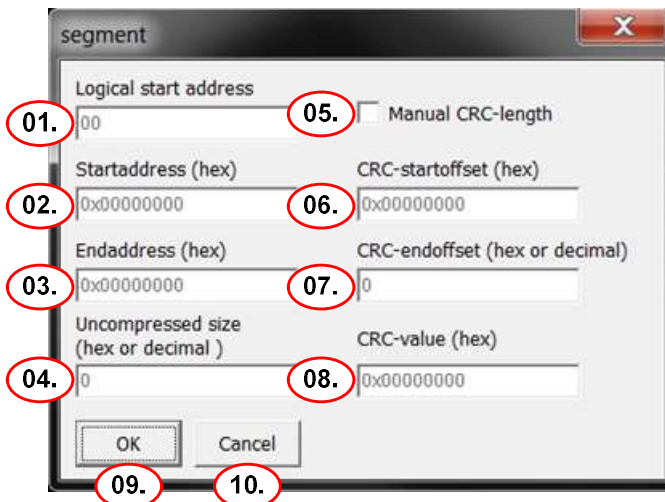 segment
Logical start address
01.
00
05.
Manual CRC-length
Startaddress (hex)
CRC-startoffset (hex)
02.
0x00000000
06.
0x00000000
Endaddress (hex)
CRC-endoffset (hex or decimal)
03.
0x00000000
07.
0
Uncompressed size
(hex or decimal )
CRC-value (hex)
04.
0
08.
0x00000000
OK
Cancel
09.
10.